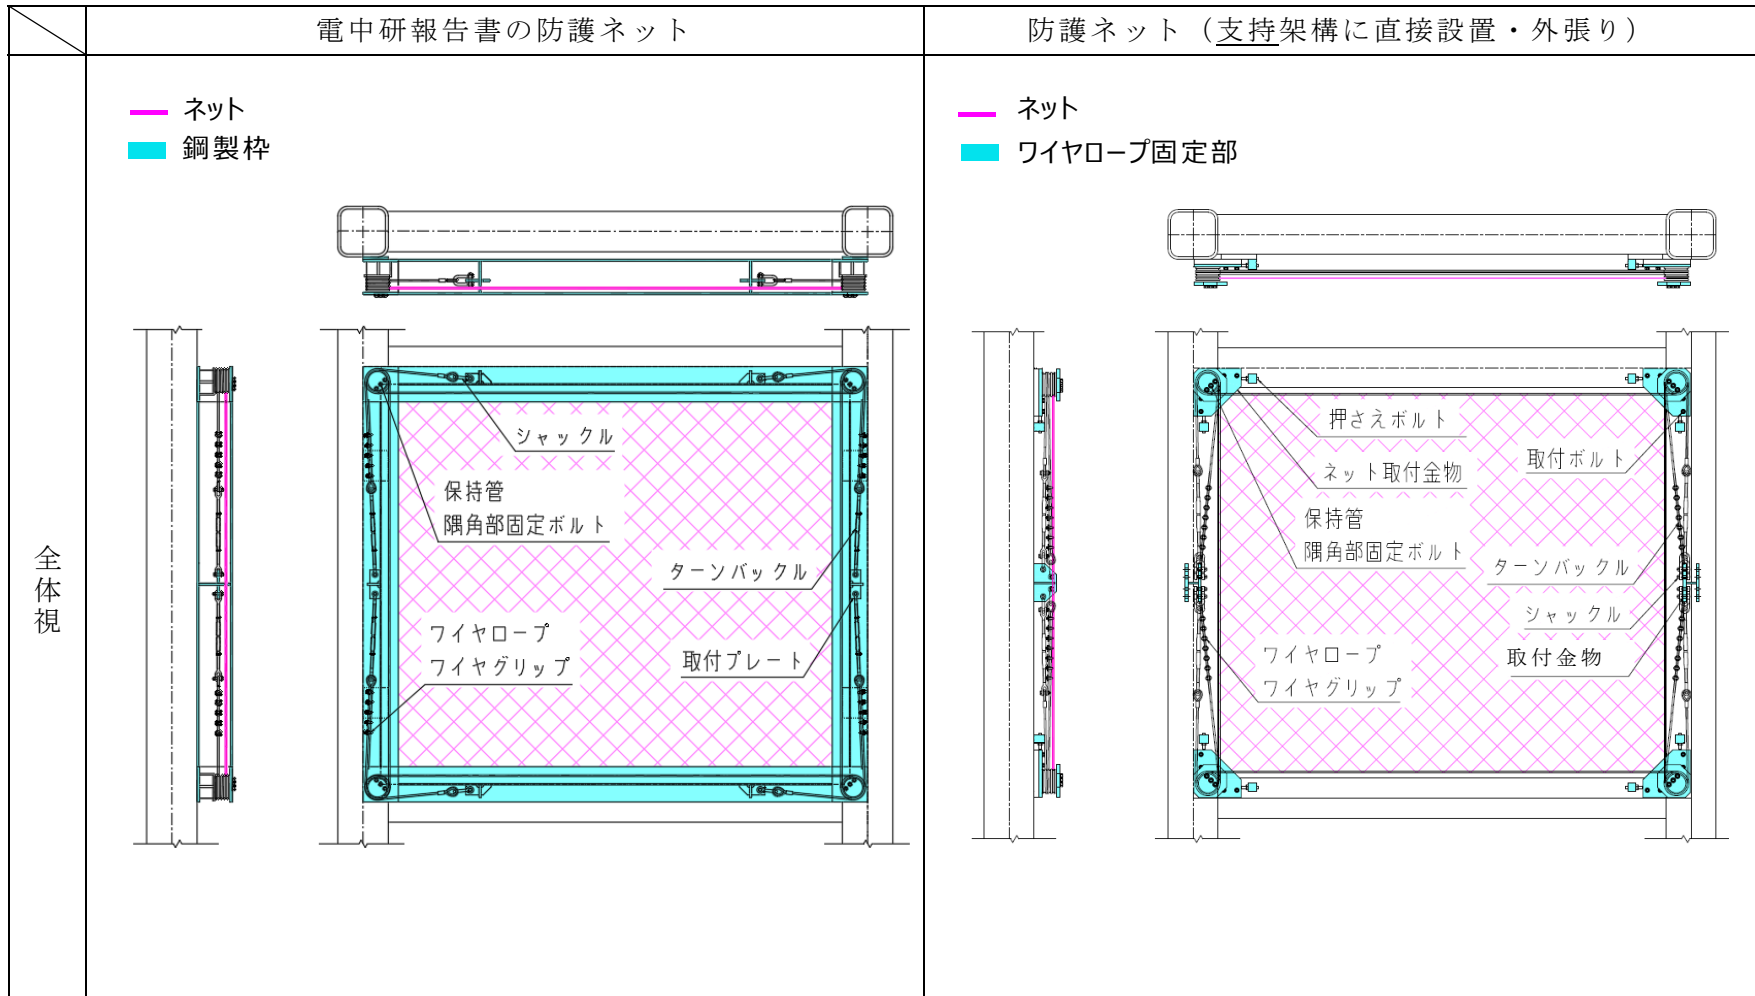 電中研報告書の防護ネット
防護ネット（支持架構に直接設置・外張り）
全体視
ネット
鋼製枠
シャックル
保持管
隅角部固定ボルト
ターンバックル
ワイヤロープ
ワイヤグリップ
取付プレート
ネット
ワイヤロープ固定部
押さえボルト
取付ボルト
ネット取付金物
保持管
隅角部固定ボルト
ターンバックル
シャックル
ワイヤロープ
ワイヤグリップ
取付金物